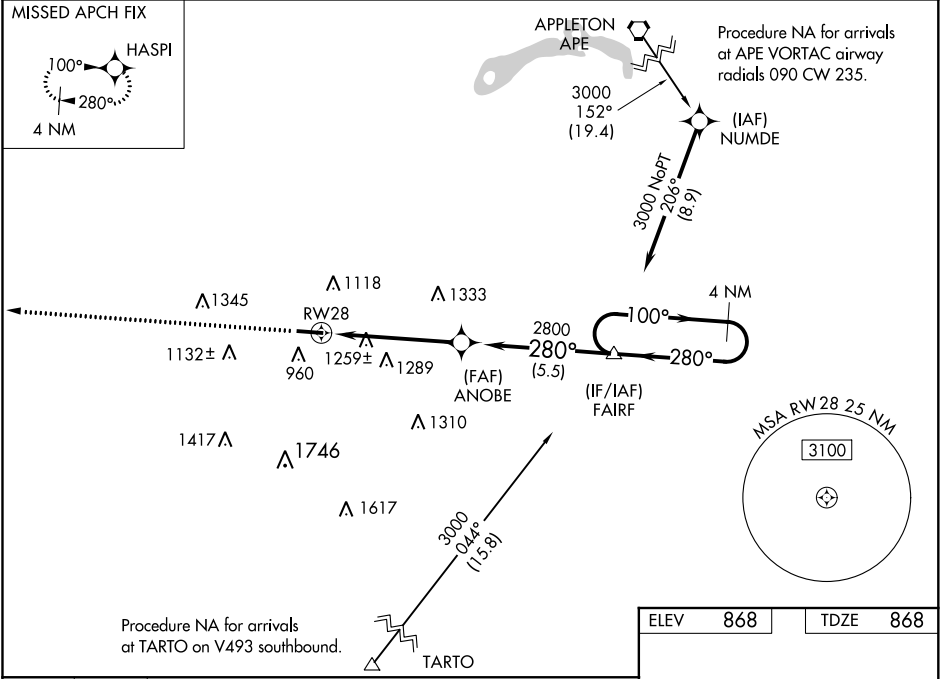 MISSED APCH FIX
HASPI
100°
280°
4 NM
APPLETON
APE
Procedure NA for arrivals
at APE VORTAC airway
radials 090 CW 235.
3000
152°
(19.4)
(IAF)
NUMDE
3000 NoPT
206°
(8.9)
1345
1118
1333
RW28
1132±
960
1259±
1289
(FAF)
ANOBE
2800
280°
(5.5)
100°
4 NM
280°
(IF/IAF)
FAIRF
1310
1417
1746
1617
MSA RW 28 25 NM
3100
3000
044°
(15.8)
Procedure NA for arrivals
at TARTO on V493 southbound.
TARTO
ELEV 868
TDZE 868